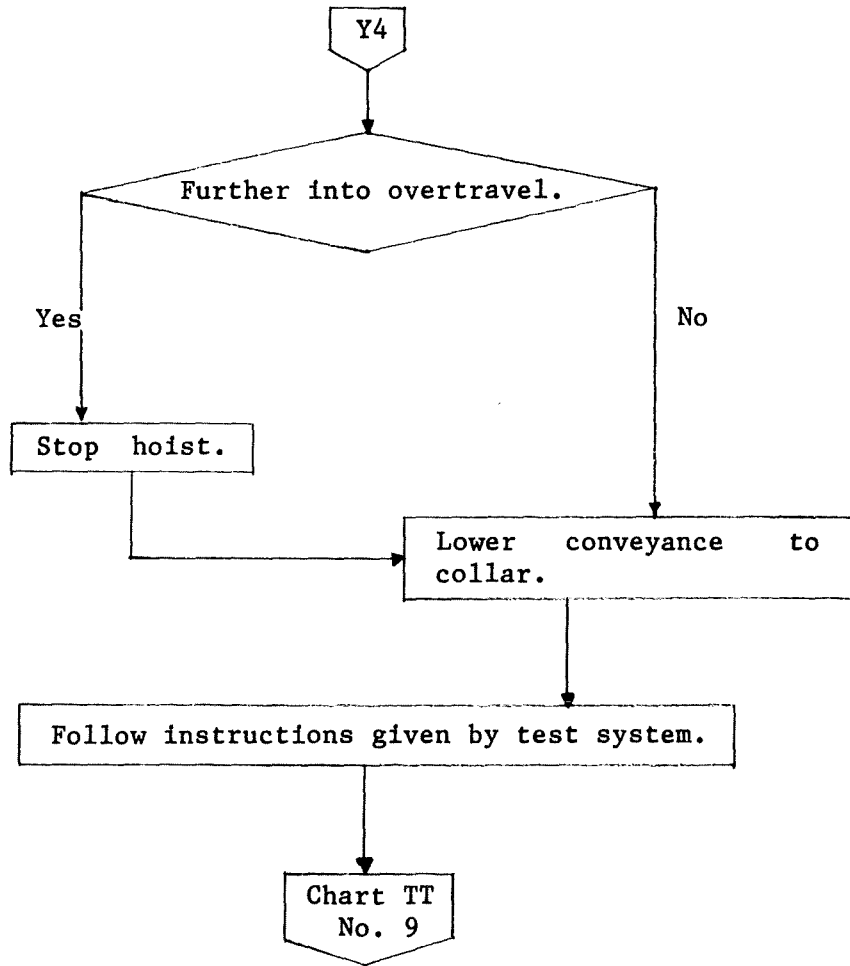 Y4
Further into overtravel.
Yes
No
Stop hoist.
Lower conveyance to
collar.
Follow instructions given by test system.
Chart TT
No. 9